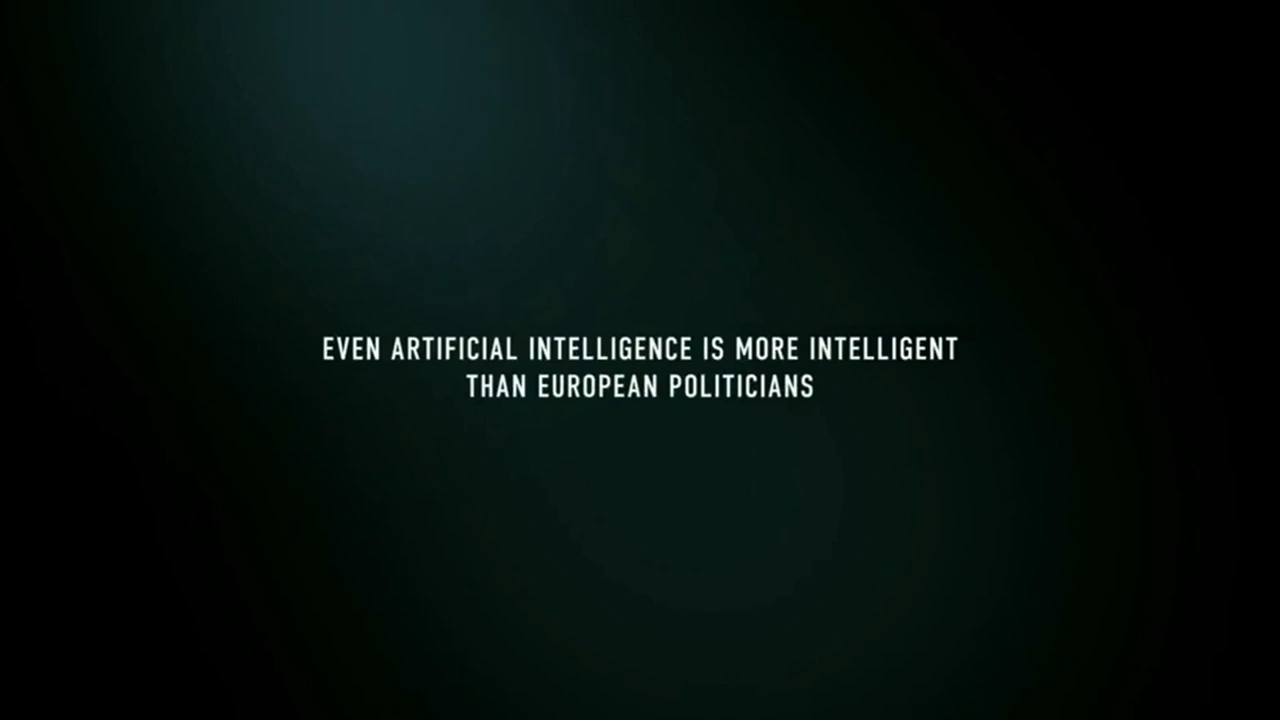 EVEN ARTIFICIAL INTELLIGENCE IS MORE INTELLIGENT
THAN EUROPEAN POLITICIANS